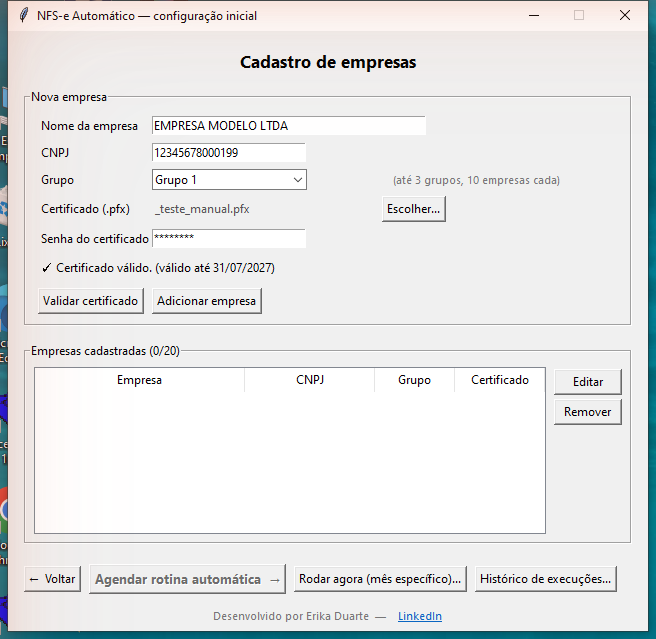 NFS-e Automático — configuração inicial
Cadastro de empresas
Nova empresa
Nome da empresa EMPRESA MODELO LTDA
CNPJ 12345678000199
Grupo Grupo 1 (até 3 grupos, 10 empresas cada)
Certificado (.pfx) _teste_manual.pfx Escolher...
Senha do certificado ********
✓ Certificado válido. (válido até 31/07/2027)
Validar certificado Adicionar empresa
Empresas cadastradas (0/20)
Empresa CNPJ Grupo Certificado
Editar
Remover
← Voltar Agendar rotina automática → Rodar agora (mês específico)... Histórico de execuções...
Desenvolvido por Erika Duarte — LinkedIn